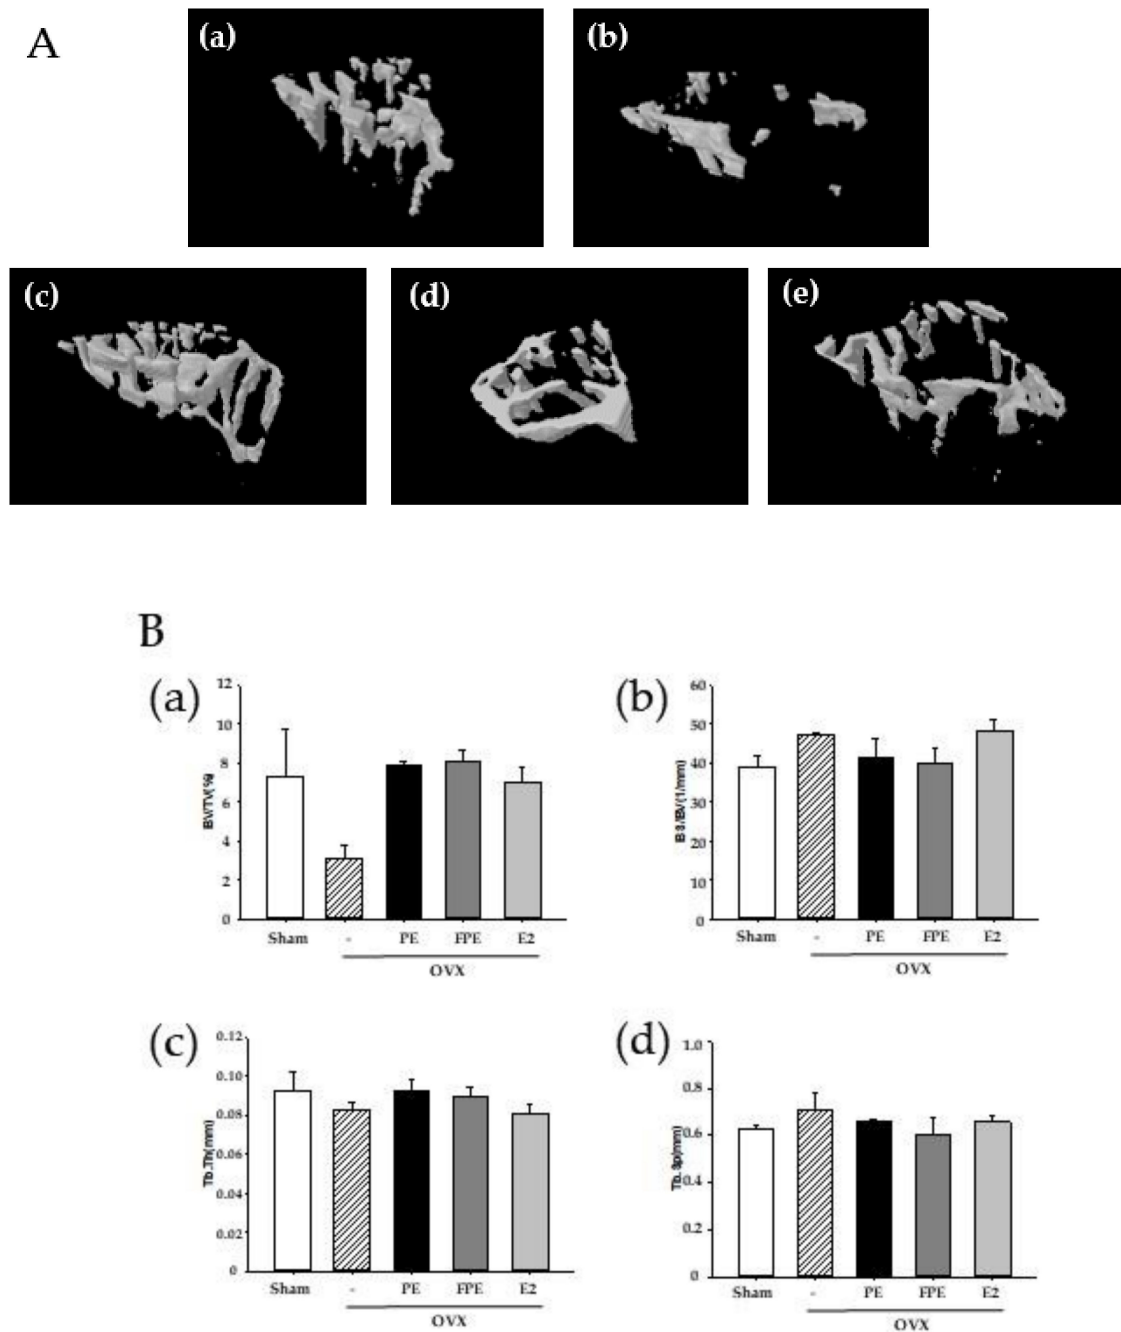 A
(a)
(b)
(c)
(d)
(e)
B
(a)
12
10
8
6
4
2
0
BV/TV(%)
Sham
-
PE
FPE
E2
OVX
(b)
60
50
40
30
20
10
0
BS/BV(1/mm)
Sham
-
PE
FPE
E2
OVX
(c)
0.12
0.10
0.08
0.06
0.04
0.02
0
Tb.Th(mm)
Sham
-
PE
FPE
E2
OVX
(d)
1.0
0.8
0.6
0.4
0.2
0
Tb.Sp(mm)
Sham
-
PE
FPE
E2
OVX